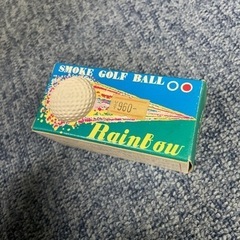 SMOKE GOLF BALL
¥960-
Rainbow